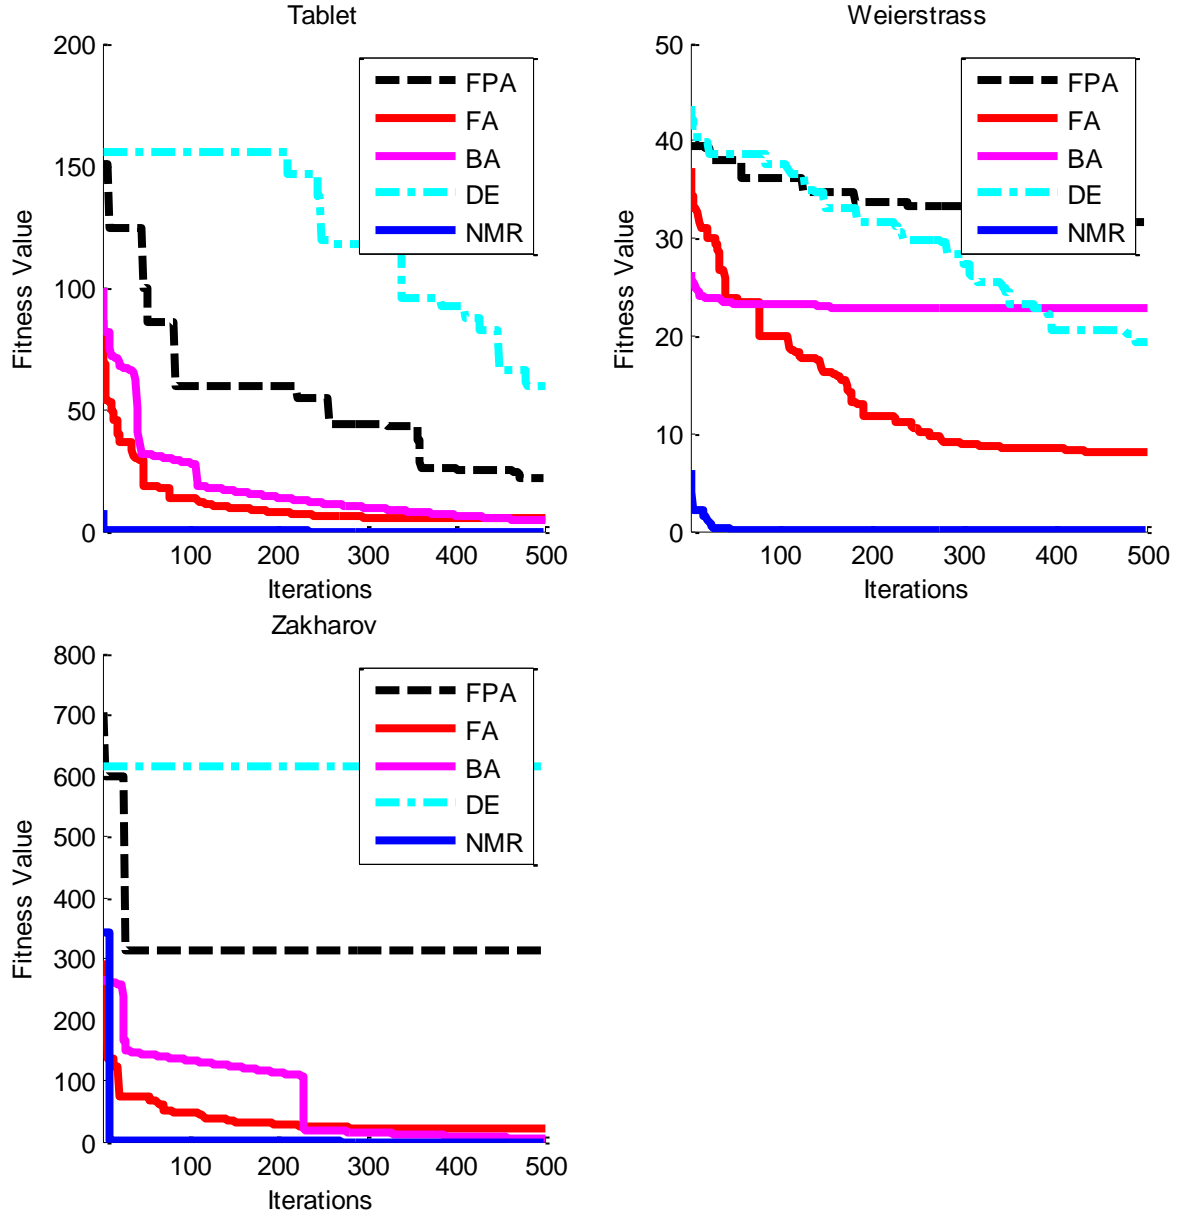 Tablet
200
150
100
50
0
Fitness Value
100 200 300 400 500
Iterations
FPA
FA
BA
DE
NMR
Weierstrass
50
40
30
20
10
0
Fitness Value
100 200 300 400 500
Iterations
FPA
FA
BA
DE
NMR
Zakharov
800
700
600
500
400
300
200
100
0
Fitness Value
100 200 300 400 500
Iterations
FPA
FA
BA
DE
NMR